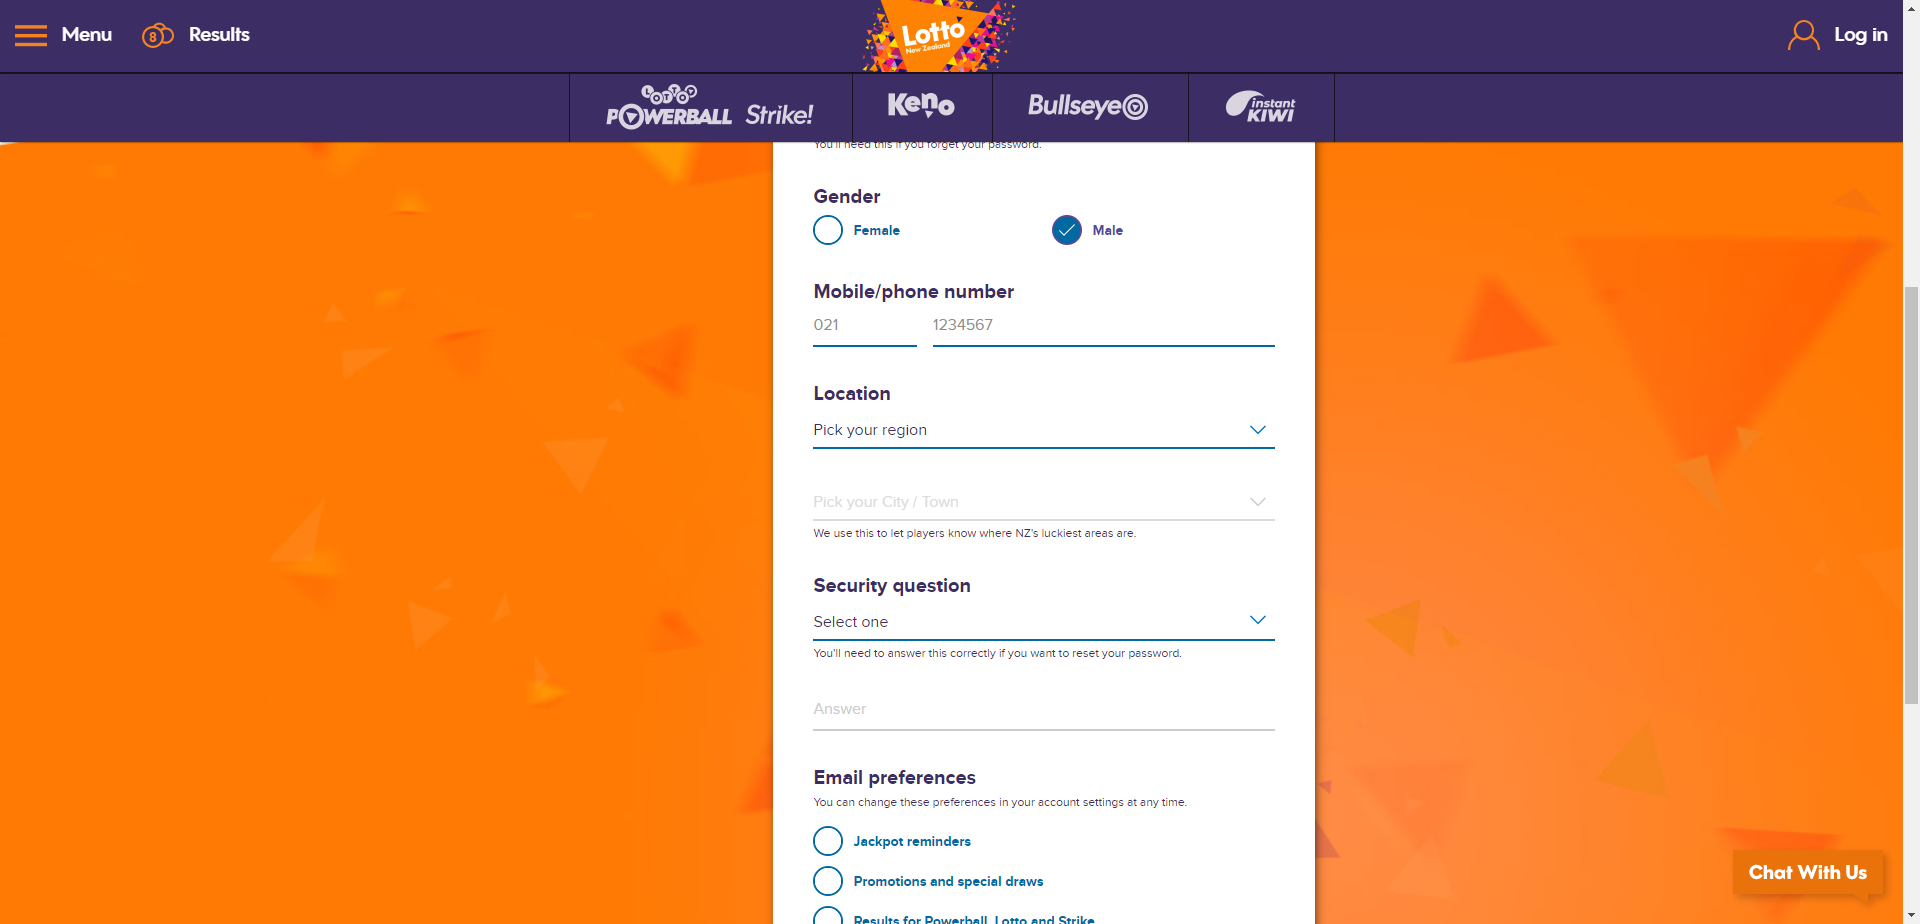 Menu
8
Results
Lotto
New Zealand
Log in
LOTTO
POWERBALL Strike!
Keno
Bullseye
instant
KIWI
You'll need this if you forget your password.
Gender
Female
Male
Mobile/phone number
021
1234567
Location
Pick your region
Pick your City / Town
We use this to let players know where NZ's luckiest areas are.
Security question
Select one
You'll need to answer this correctly if you want to reset your password.
Answer
Email preferences
You can change these preferences in your account settings at any time.
Jackpot reminders
Promotions and special draws
Results for Powerball, Lotto and Strike
Chat With Us